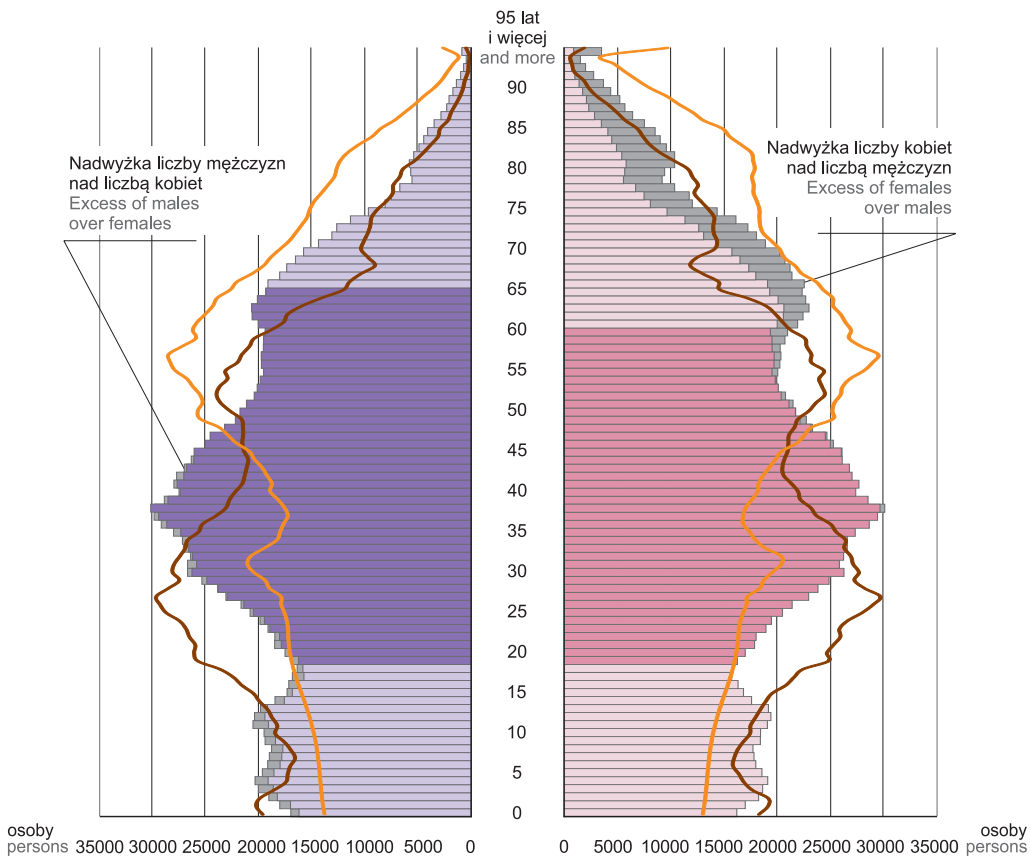 95 lat
i więcej
and more
90
85
80
75
70
65
60
55
50
45
40
35
30
25
20
15
10
5
0
Nadwyżka liczby mężczyzn
nad liczbą kobiet
Excess of males
over females
Nadwyżka liczby kobiet
nad liczbą mężczyzn
Excess of females
over males
osoby
persons
35000 30000 25000 20000 15000 10000 5000 0
0 5000 10000 15000 20000 25000 30000 35000
osoby
persons